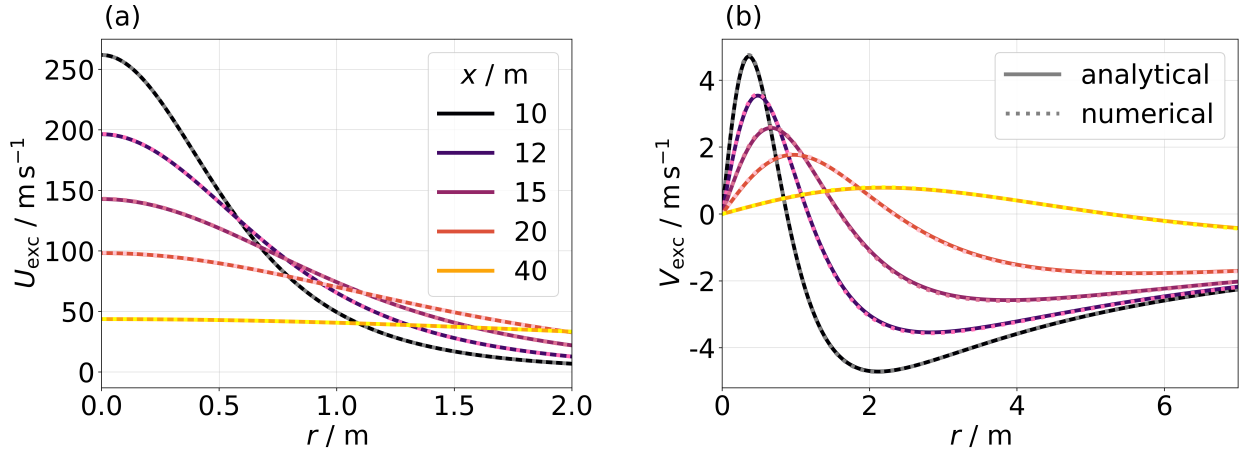 (a)
U_exc / m s⁻¹
250
200
150
100
50
0
x / m
10
12
15
20
40
0.0 0.5 1.0 1.5 2.0
r / m
(b)
V_exc / m s⁻¹
4
2
0
-2
-4
analytical
numerical
0 2 4 6
r / m